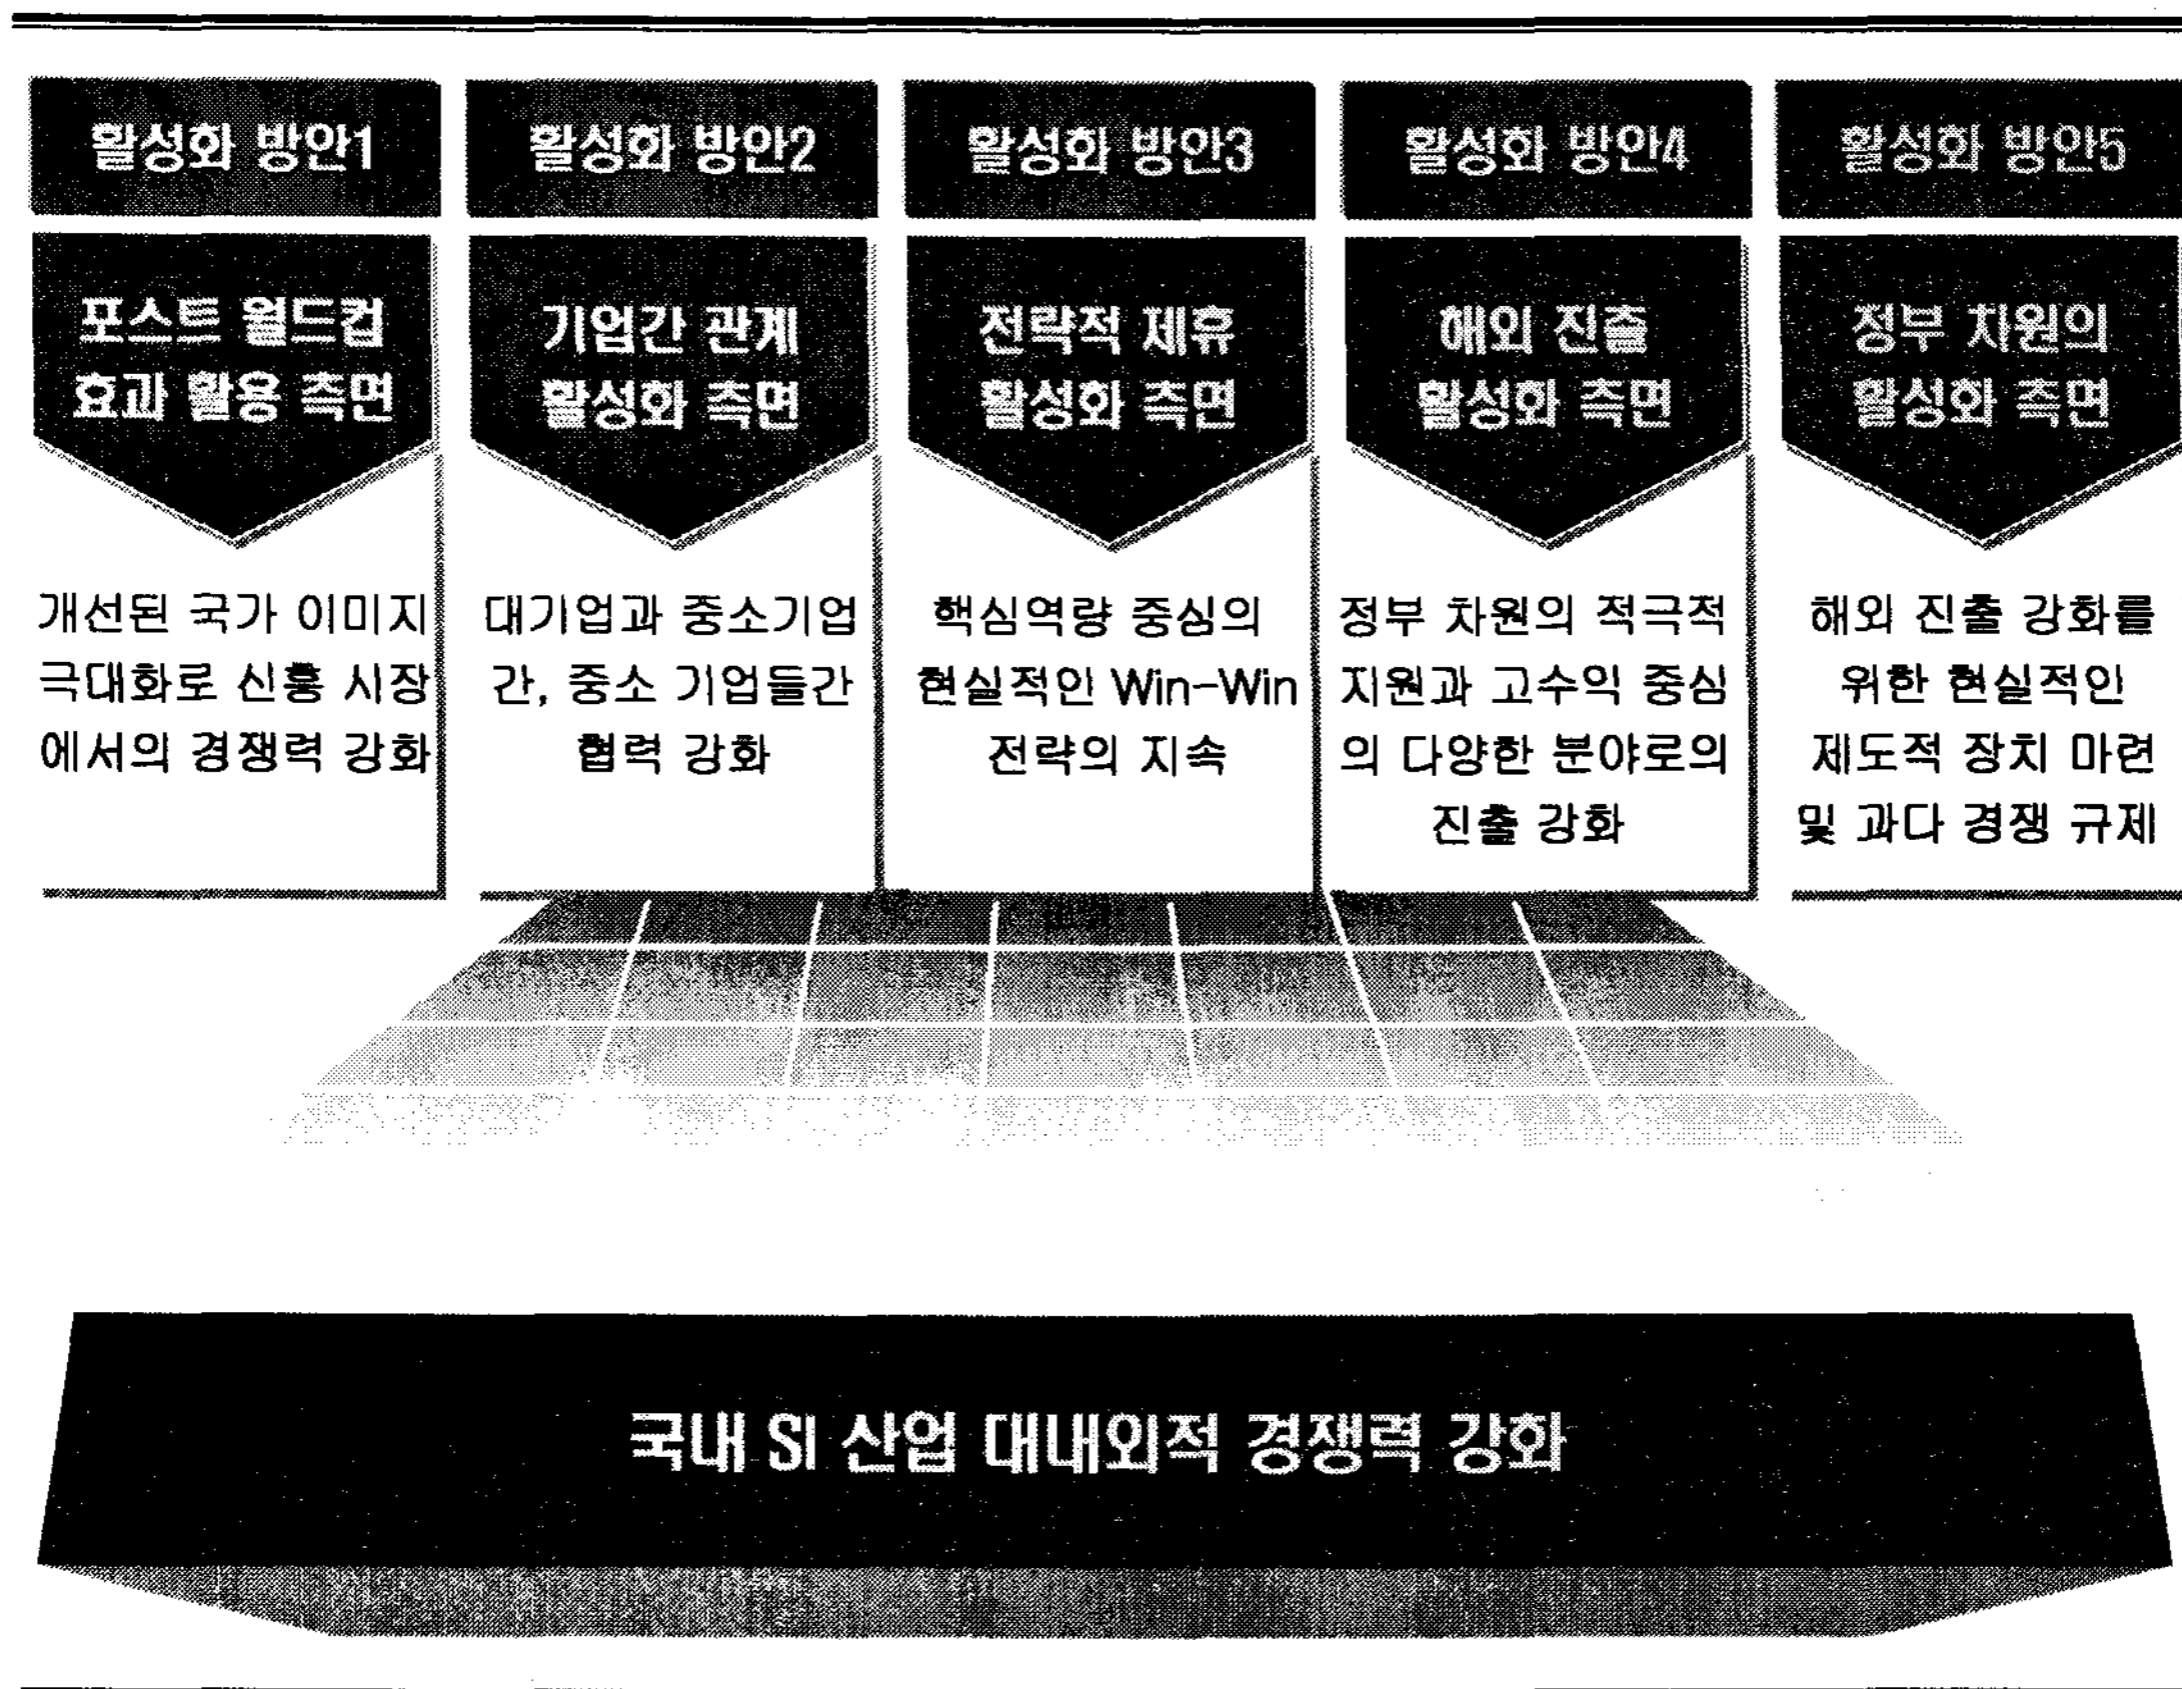 활성화 방안1
포스트 월드컵
효과 활용 측면
개선된 국가 이미지
극대화로 신흥 시장
에서의 경쟁력 강화
활성화 방안2
기업간 관계
활성화 측면
대기업과 중소기업
간, 중소 기업들간
협력 강화
활성화 방안3
전략적 제휴
활성화 측면
핵심역량 중심의
현실적인 Win-Win
전략의 지속
활성화 방안4
해외 진출
활성화 측면
정부 차원의 적극적
지원과 고수익 중심
의 다양한 분야로의
진출 강화
활성화 방안5
정부 차원의
활성화 측면
해외 진출 강화를
위한 현실적인
제도적 장치 마련
및 과다 경쟁 규제
국내 SI 산업 대내외적 경쟁력 강화